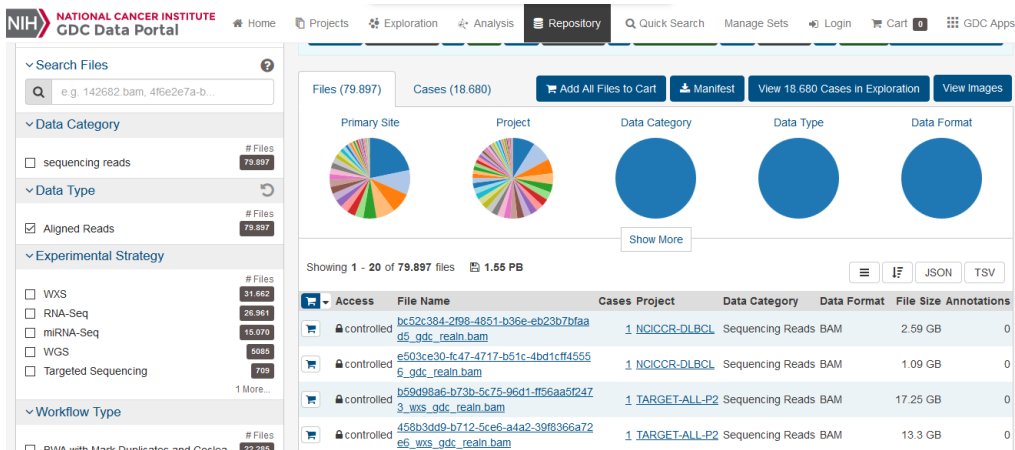 NIH NATIONAL CANCER INSTITUTE
GDC Data Portal
Home Projects Exploration Analysis Repository Quick Search Manage Sets Login Cart 0 GDC Apps
Search Files
e.g. 142682.bam, 4f6e2e7a-b...
Data Category
# Files
sequencing reads 79.897
Data Type
# Files
Aligned Reads 79.897
Experimental Strategy
# Files
WXS 31.662
RNA-Seq 26.961
miRNA-Seq 15.070
WGS 5085
Targeted Sequencing 709
1 More...
Workflow Type
# Files
BWA with Mark Duplicates and Coclea 22.285
Files (79.897) Cases (18.680) Add All Files to Cart Manifest View 18.680 Cases in Exploration View Images
Primary Site Project Data Category Data Type Data Format
Show More
Showing 1 - 20 of 79.897 files 1.55 PB
JSON TSV
Access File Name Cases Project Data Category Data Format File Size Annotations
controlled bc52c384-2f98-4851-b36e-eb23b7bfaa
d5_gdc_realn.bam 1 NCICCR-DLBCL Sequencing Reads BAM 2.59 GB 0
controlled e503ce30-fc47-4717-b51c-4bd1cff4555
6_gdc_realn.bam 1 NCICCR-DLBCL Sequencing Reads BAM 1.09 GB 0
controlled b59d98a6-b73b-5c75-96d1-ff56aa5f247
3_wxs_gdc_realn.bam 1 TARGET-ALL-P2 Sequencing Reads BAM 17.25 GB 0
controlled 458b3dd9-b712-5ce6-a4a2-39f8366a72
e6_wxs_gdc_realn.bam 1 TARGET-ALL-P2 Sequencing Reads BAM 13.3 GB 0